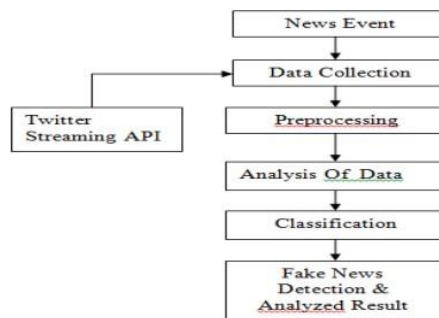 News Event
Data Collection
Twitter
Streaming API
Preprocessing
Analysis Of Data
Classification
Fake News
Detection &
Analyzed Result